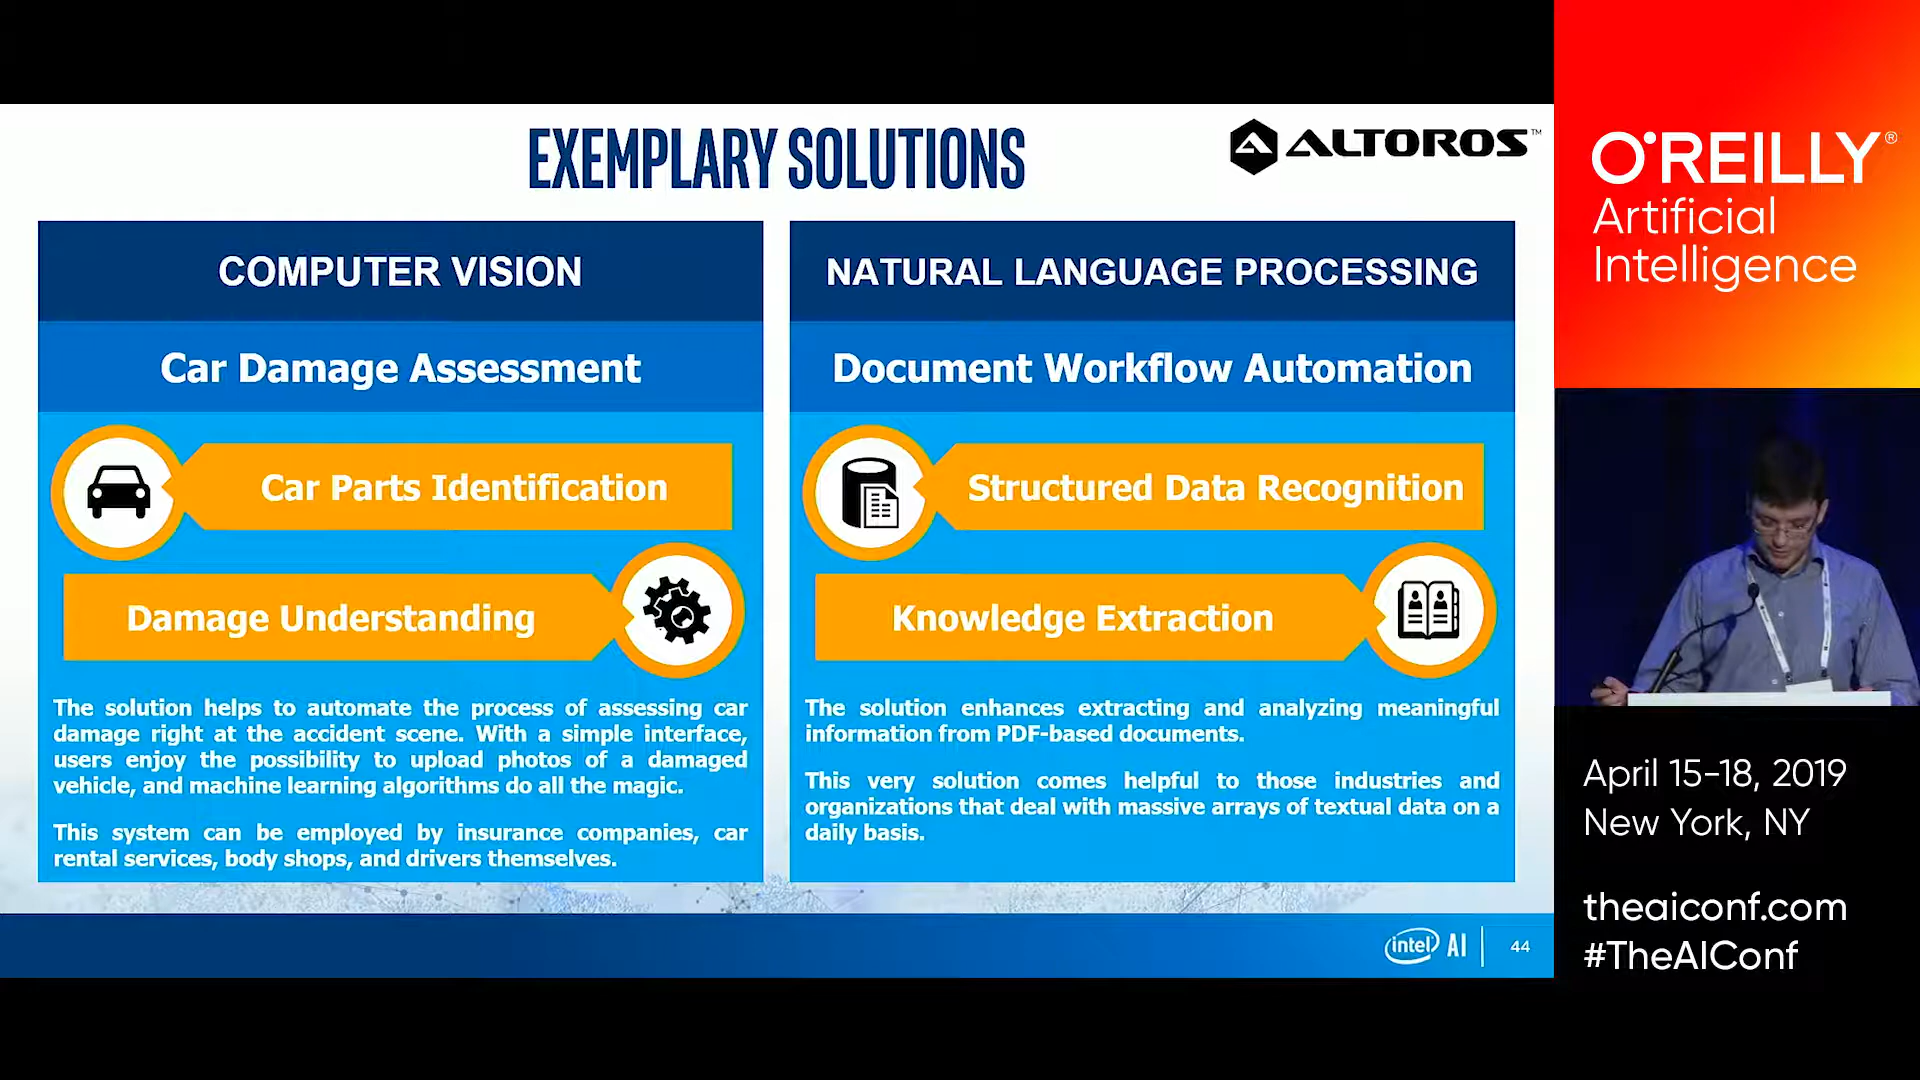 EXEMPLARY SOLUTIONS
ALTOROS™
COMPUTER VISION
Car Damage Assessment
Car Parts Identification
Damage Understanding
The solution helps to automate the process of assessing car
damage right at the accident scene. With a simple interface,
users enjoy the possibility to upload photos of a damaged
vehicle, and machine learning algorithms do all the magic.
This system can be employed by insurance companies, car
rental services, body shops, and drivers themselves.
NATURAL LANGUAGE PROCESSING
Document Workflow Automation
Structured Data Recognition
Knowledge Extraction
The solution enhances extracting and analyzing meaningful
information from PDF-based documents.
This very solution comes helpful to those industries and
organizations that deal with massive arrays of textual data on a
daily basis.
intel AI
44
O'REILLY®
Artificial
Intelligence
April 15-18, 2019
New York, NY
theaiconf.com
#TheAIConf